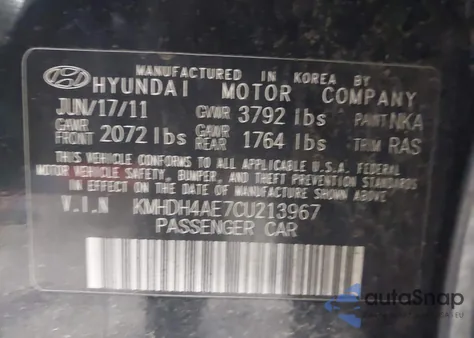 MANUFACTURED IN KOREA BY
HYUNDAI MOTOR COMPANY
JUN/17/11 GVWR 3792 lbs PAINT NKA
GAWR FRONT 2072 lbs GAWR REAR 1764 lbs TRIM RAS
THIS VEHICLE CONFORMS TO ALL APPLICABLE U.S.A. FEDERAL
MOTOR VEHICLE SAFETY, BUMPER, AND THEFT PREVENTION STANDARDS
IN EFFECT ON THE DATE OF MANUFACTURE SHOWN ABOVE.
V.I.N KMHDH4AE7CU213967
PASSENGER CAR
autaSnap